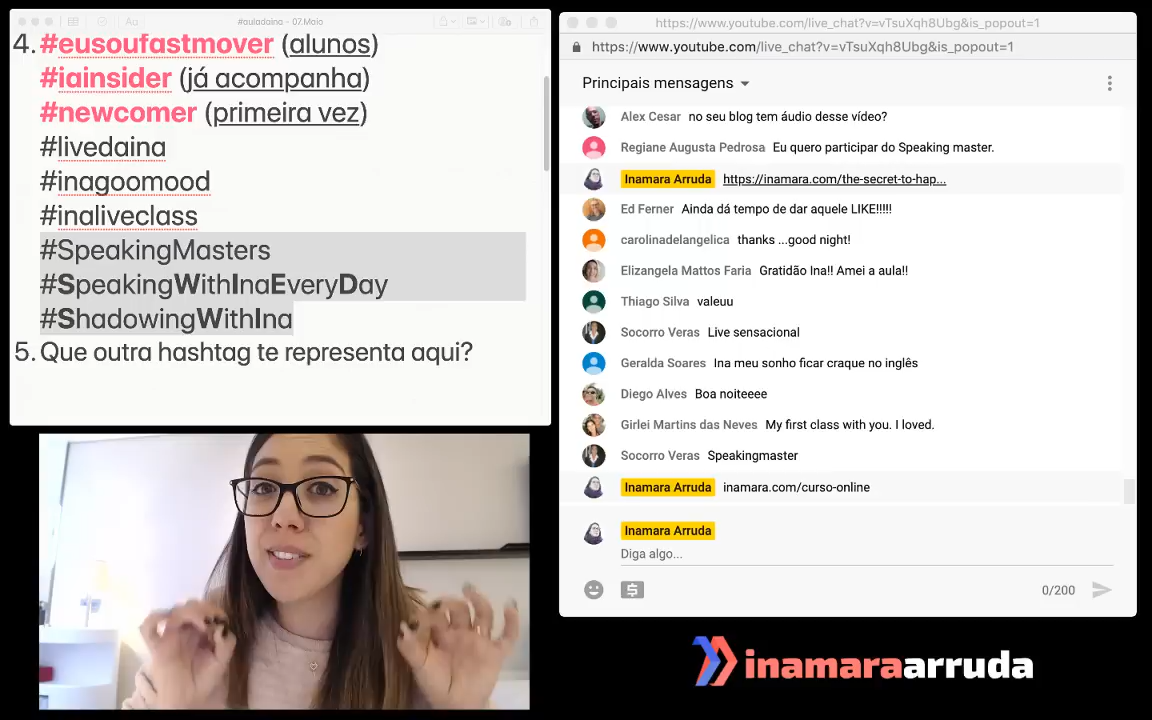 #auladaina - 07.Maio
4. #eusoufastmover (alunos)
#iainsider (já acompanha)
#newcomer (primeira vez)
#livedaina
#inagoomood
#inaliveclass
#SpeakingMasters
#SpeakingWithInaEveryDay
#ShadowingWithIna
5. Que outra hashtag te representa aqui?
https://www.youtube.com/live_chat?v=vTsuXqh8Ubg&is_popout=1
https://www.youtube.com/live_chat?v=vTsuXqh8Ubg&is_popout=1
Principais mensagens
Alex Cesar no seu blog tem áudio desse vídeo?
Regiane Augusta Pedrosa Eu quero participar do Speaking master.
Inamara Arruda https://inamara.com/the-secret-to-hap...
Ed Ferner Ainda dá tempo de dar aquele LIKE!!!!!
carolinadelangelica thanks ...good night!
Elizangela Mattos Faria Gratidão Ina!! Amei a aula!!
Thiago Silva valeuu
Socorro Veras Live sensacional
Geralda Soares Ina meu sonho ficar craque no inglês
Diego Alves Boa noiteeee
Girlei Martins das Neves My first class with you. I loved.
Socorro Veras Speakingmaster
Inamara Arruda inamara.com/curso-online
Inamara Arruda
Diga algo...
0/200
inamaraarruda